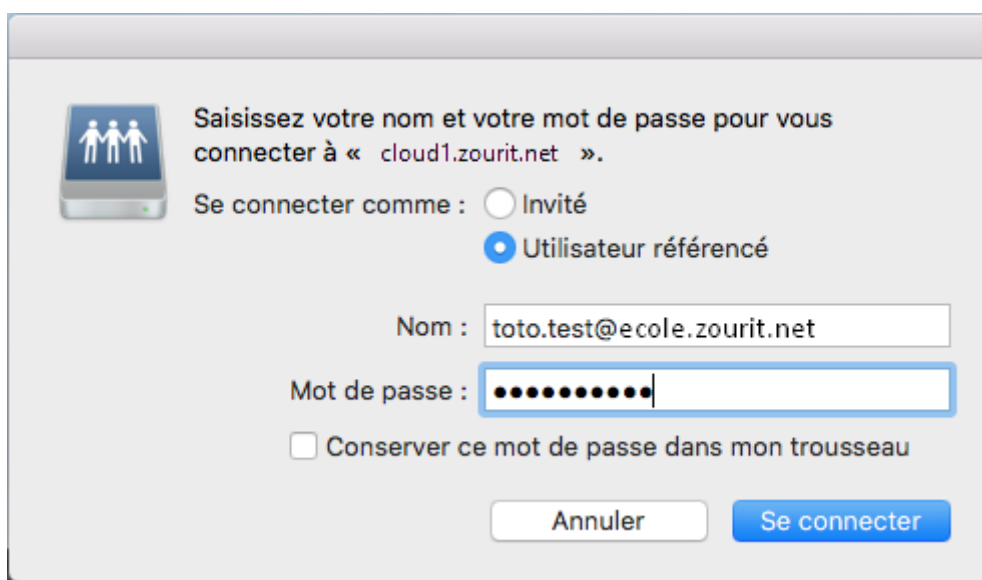 Saisissez votre nom et votre mot de passe pour vous
connecter à « cloud1.zourit.net ».
Se connecter comme : Invité
Utilisateur référencé
Nom : toto.test@ecole.zourit.net
Mot de passe : ••••••••••
Conserver ce mot de passe dans mon trousseau
Annuler Se connecter